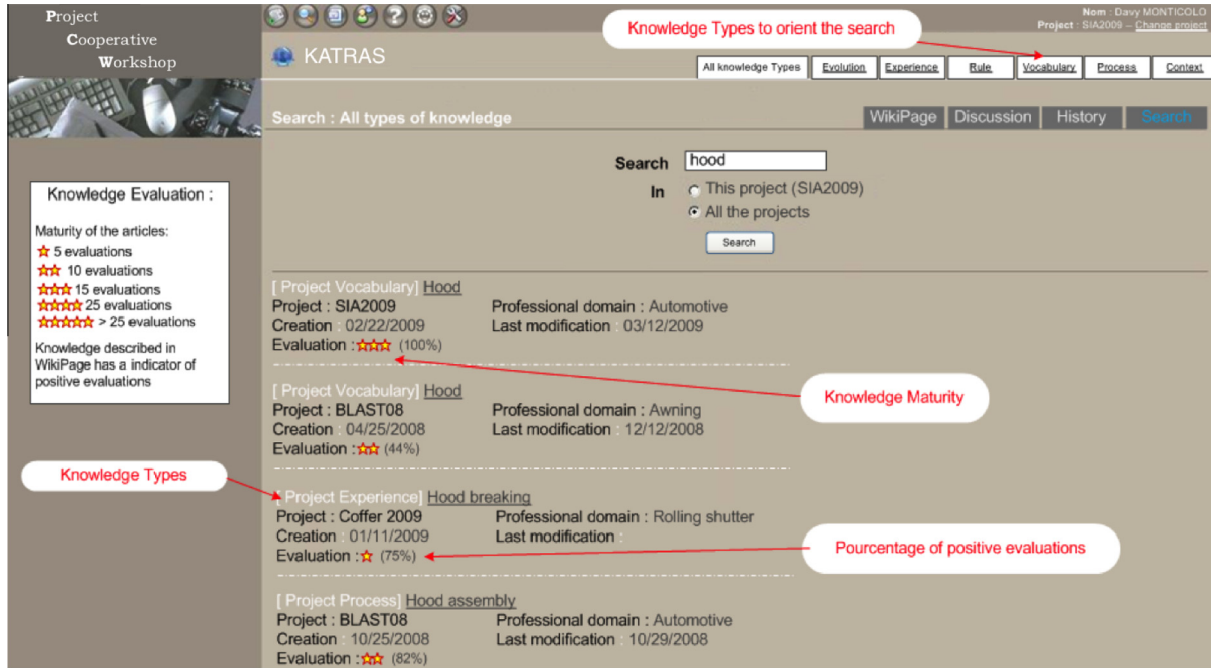 Project
Cooperative
Workshop
Nom : Davy MONTICOLO
Project : SIA2009 – Change project
Knowledge Types to orient the search
KATRAS
All knowledge Types Evolution Experience Rule Vocabulary Process Context
Search : All types of knowledge
WikiPage Discussion History Search
Search hood
In This project (SIA2009)
All the projects
Search
Knowledge Evaluation :
Maturity of the articles:
5 evaluations
10 evaluations
15 evaluations
25 evaluations
> 25 evaluations
Knowledge described in
WikiPage has a indicator of
positive evaluations
[ Project Vocabulary] Hood
Project : SIA2009 Professional domain : Automotive
Creation : 02/22/2009 Last modification : 03/12/2009
Evaluation : (100%)
Knowledge Maturity
[ Project Vocabulary] Hood
Project : BLAST08 Professional domain : Awning
Creation : 04/25/2008 Last modification : 12/12/2008
Evaluation : (44%)
Knowledge Types
[ Project Experience] Hood breaking
Project : Coffer 2009 Professional domain : Rolling shutter
Creation : 01/11/2009 Last modification :
Evaluation : (75%)
Pourcentage of positive evaluations
[ Project Process] Hood assembly
Project : BLAST08 Professional domain : Automotive
Creation : 10/25/2008 Last modification : 10/29/2008
Evaluation : (82%)